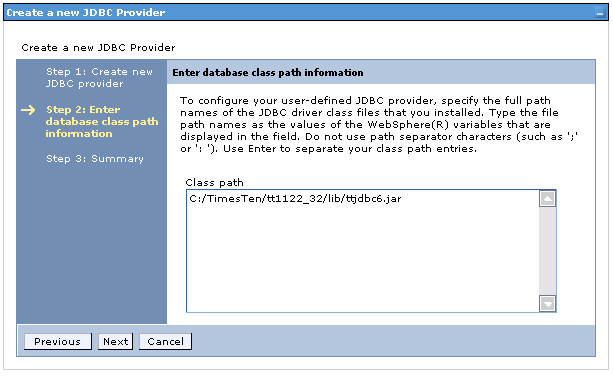 Create a new JDBC Provider
Create a new JDBC Provider
Step 1: Create new
JDBC provider
Step 2: Enter
database class path
information
Step 3: Summary
Enter database class path information
To configure your user-defined JDBC provider, specify the full path
names of the JDBC driver class files that you installed. Type the file
path names as the values of the WebSphere(R) variables that are
displayed in the field. Do not use path separator characters (such as ';'
or ': '). Use Enter to separate your class path entries.
Class path
C:/TimesTen/tt1122_32/lib/ttjdbc6.jar
Previous Next Cancel